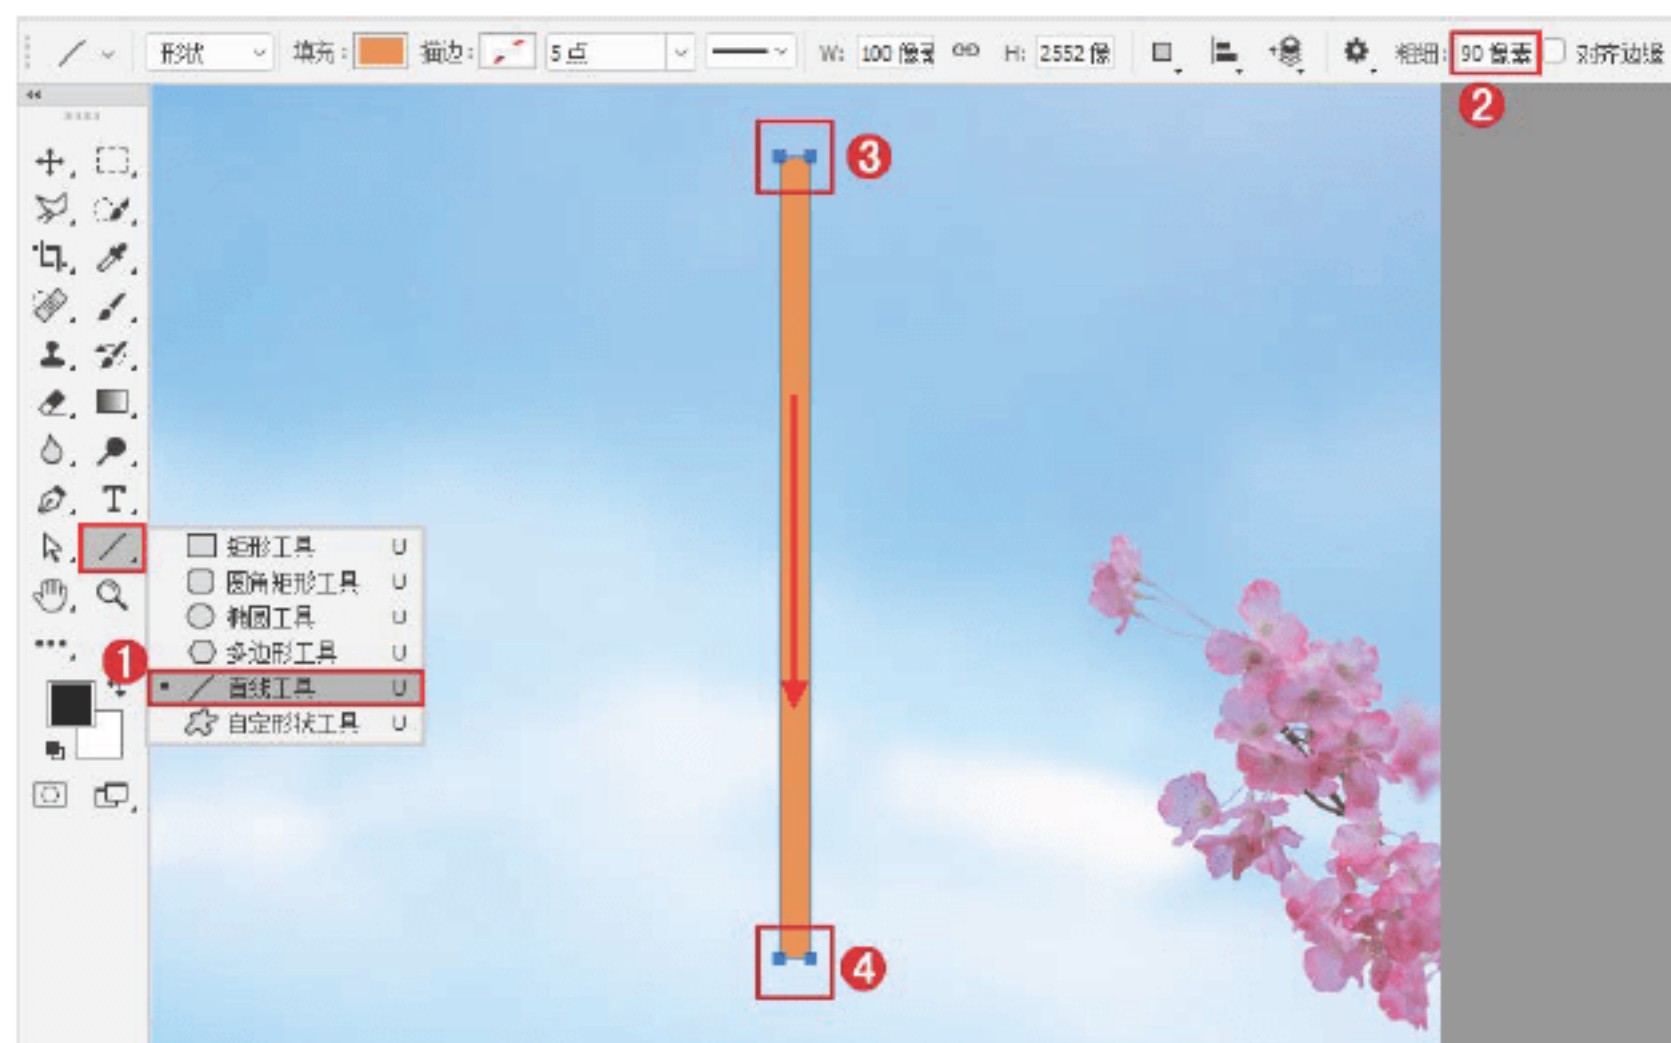 形状 填充: 描边: 5 点 W: 100 像素 H: 2552 像 粗细: 90 像素 对齐边缘
2
3
矩形工具 U
圆角矩形工具 U
椭圆工具 U
多边形工具 U
1
直线工具 U
自定形状工具 U
4